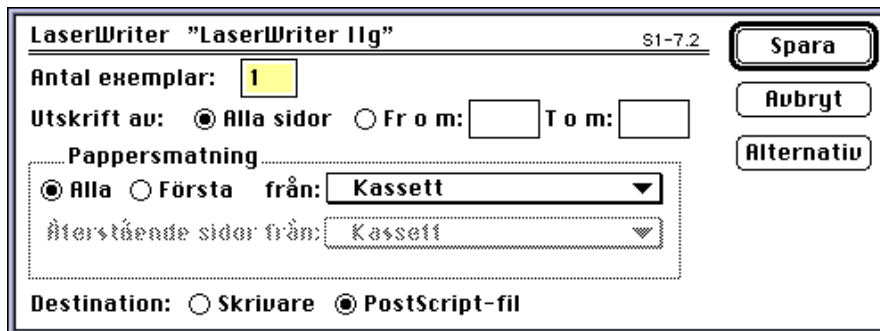 LaserWriter "LaserWriter IIg" S1-7.2
Spara
Antal exemplar: 1
Avbryt
Utskrift av: Alla sidor Fr o m: T o m:
Alternativ
Pappersmatning
Alla Första från: Kassett
Återstående sidor från: Kassett
Destination: Skrivare PostScript-fil